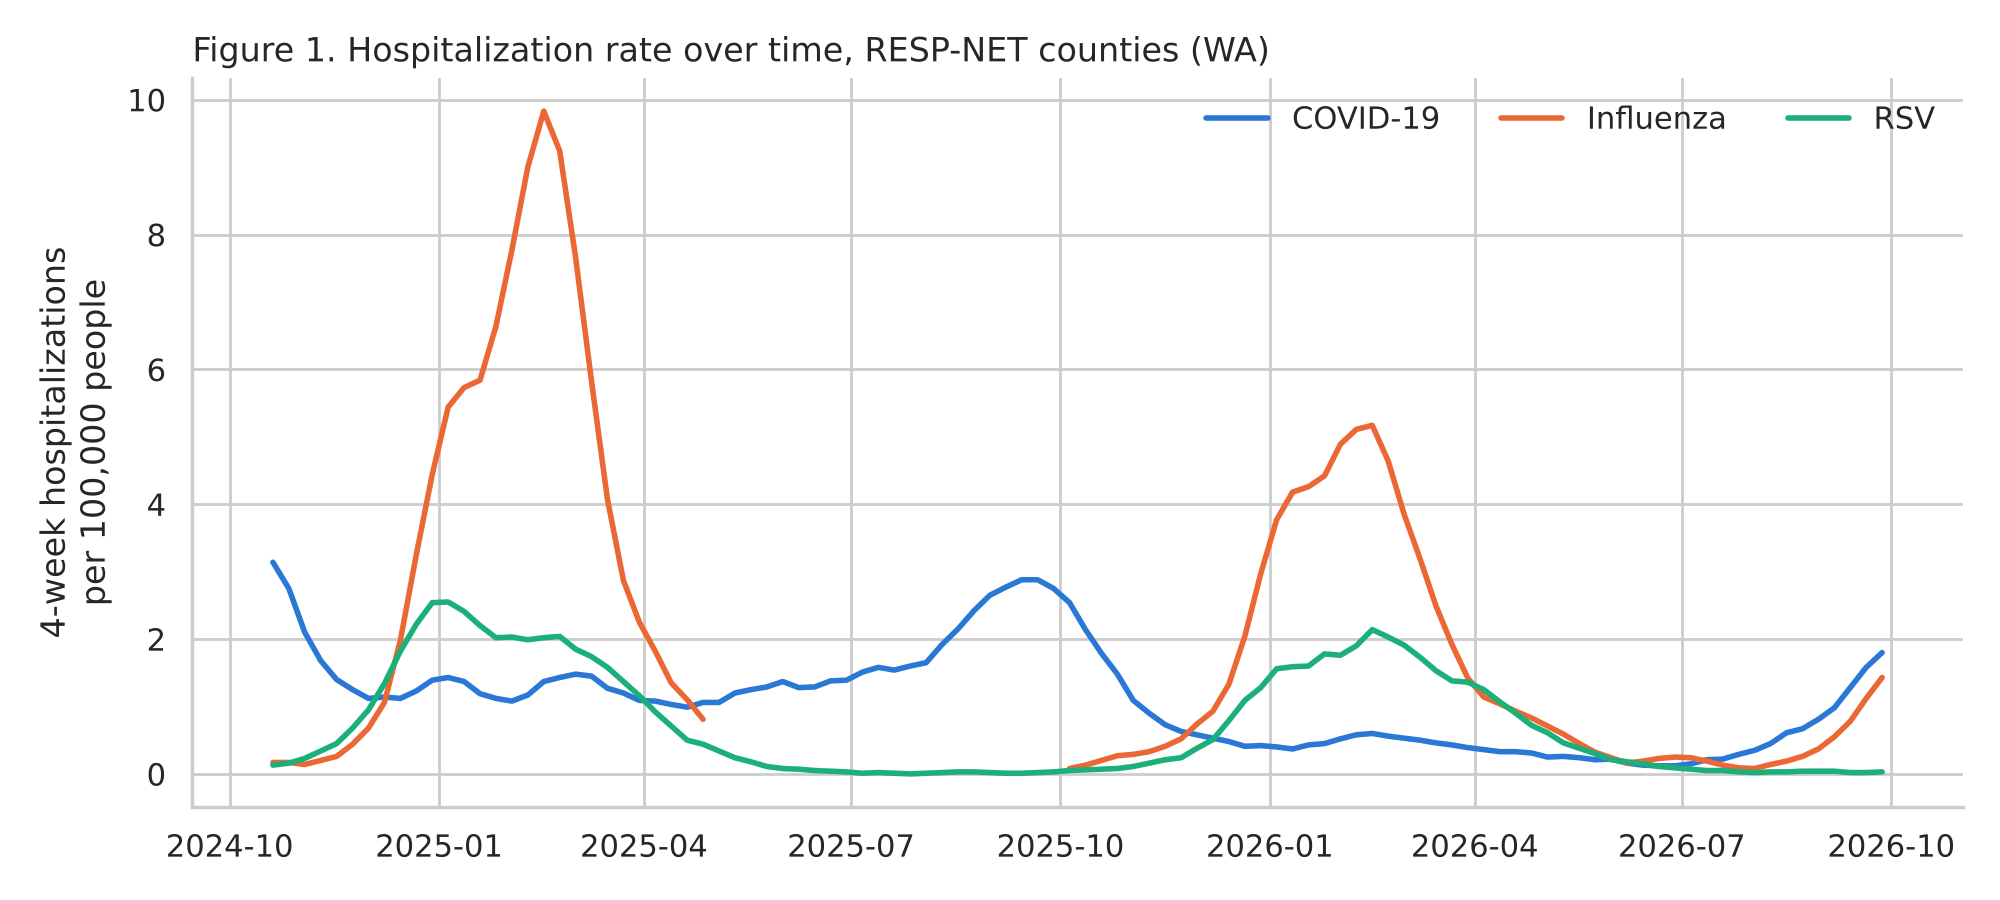 Figure 1. Hospitalization rate over time, RESP-NET counties (WA)
COVID-19 Influenza RSV
4-week hospitalizations
per 100,000 people
10
8
6
4
2
0
2024-10 2025-01 2025-04 2025-07 2025-10 2026-01 2026-04 2026-07 2026-10